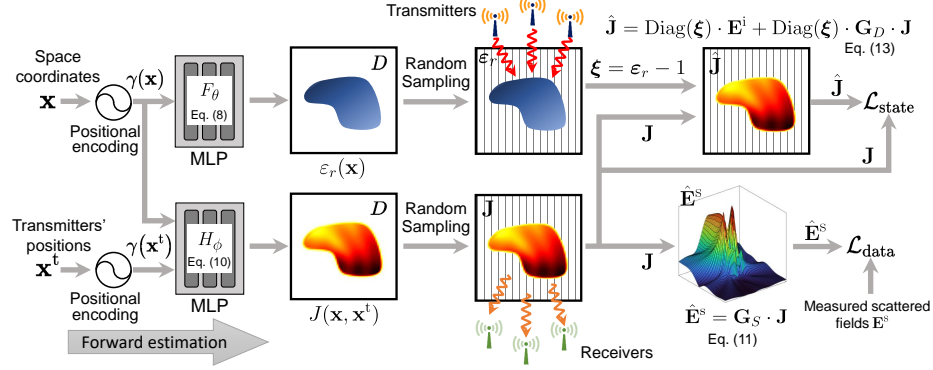 Transmitters
Ĵ = Diag(ξ) · Eⁱ + Diag(ξ) · G_D · J
Eq. (13)
Space
coordinates
x
γ(x)
Positional
encoding
F_θ
Eq. (8)
MLP
D
ε_r(x)
Random
Sampling
ε_r
ξ = ε_r − 1
Ĵ
Ĵ
𝓛_state
J
J
Transmitters'
positions
x^t
γ(x^t)
Positional
encoding
H_ϕ
Eq. (10)
MLP
D
J(x, x^t)
Random
Sampling
J
J
Ê^s
Ê^s
𝓛_data
Ê^s = G_S · J
Eq. (11)
Measured scattered
fields E^s
Receivers
Forward estimation